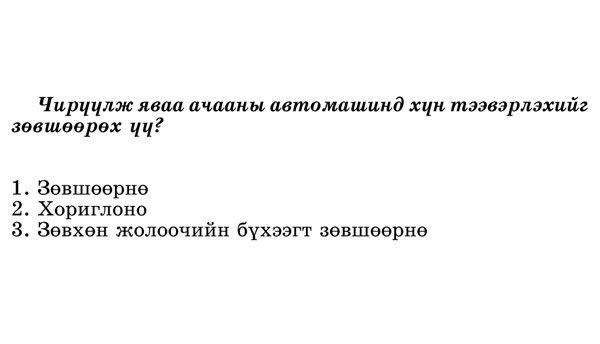 Чирүүлж яваа ачааны автомашинд хүн тээвэрлэхийг
зөвшөөрөх үү?
1. Зөвшөөрнө
2. Хориглоно
3. Зөвхөн жолоочийн бүхээгт зөвшөөрнө